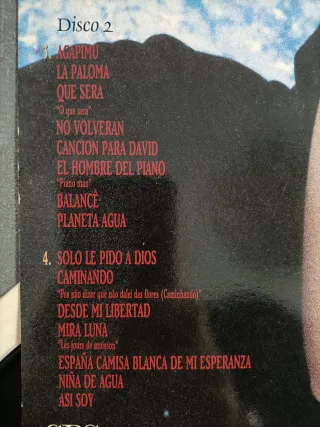 Disco 2
3. AGAPIMU
LA PALOMA
QUE SERA
"O que sera"
NO VOLVERAN
CANCION PARA DAVID
EL HOMBRE DEL PIANO
"Piano man"
BALANCÊ
PLANETA AGUA
4. SOLO LE PIDO A DIOS
CAMINANDO
"Pra não dizer que não falei das flores (Caminhando)"
DESDE MI LIBERTAD
MIRA LUNA
"Les jours de moisson"
ESPAÑA CAMISA BLANCA DE MI ESPERANZA
NIÑA DE AGUA
ASI SOY
CBS